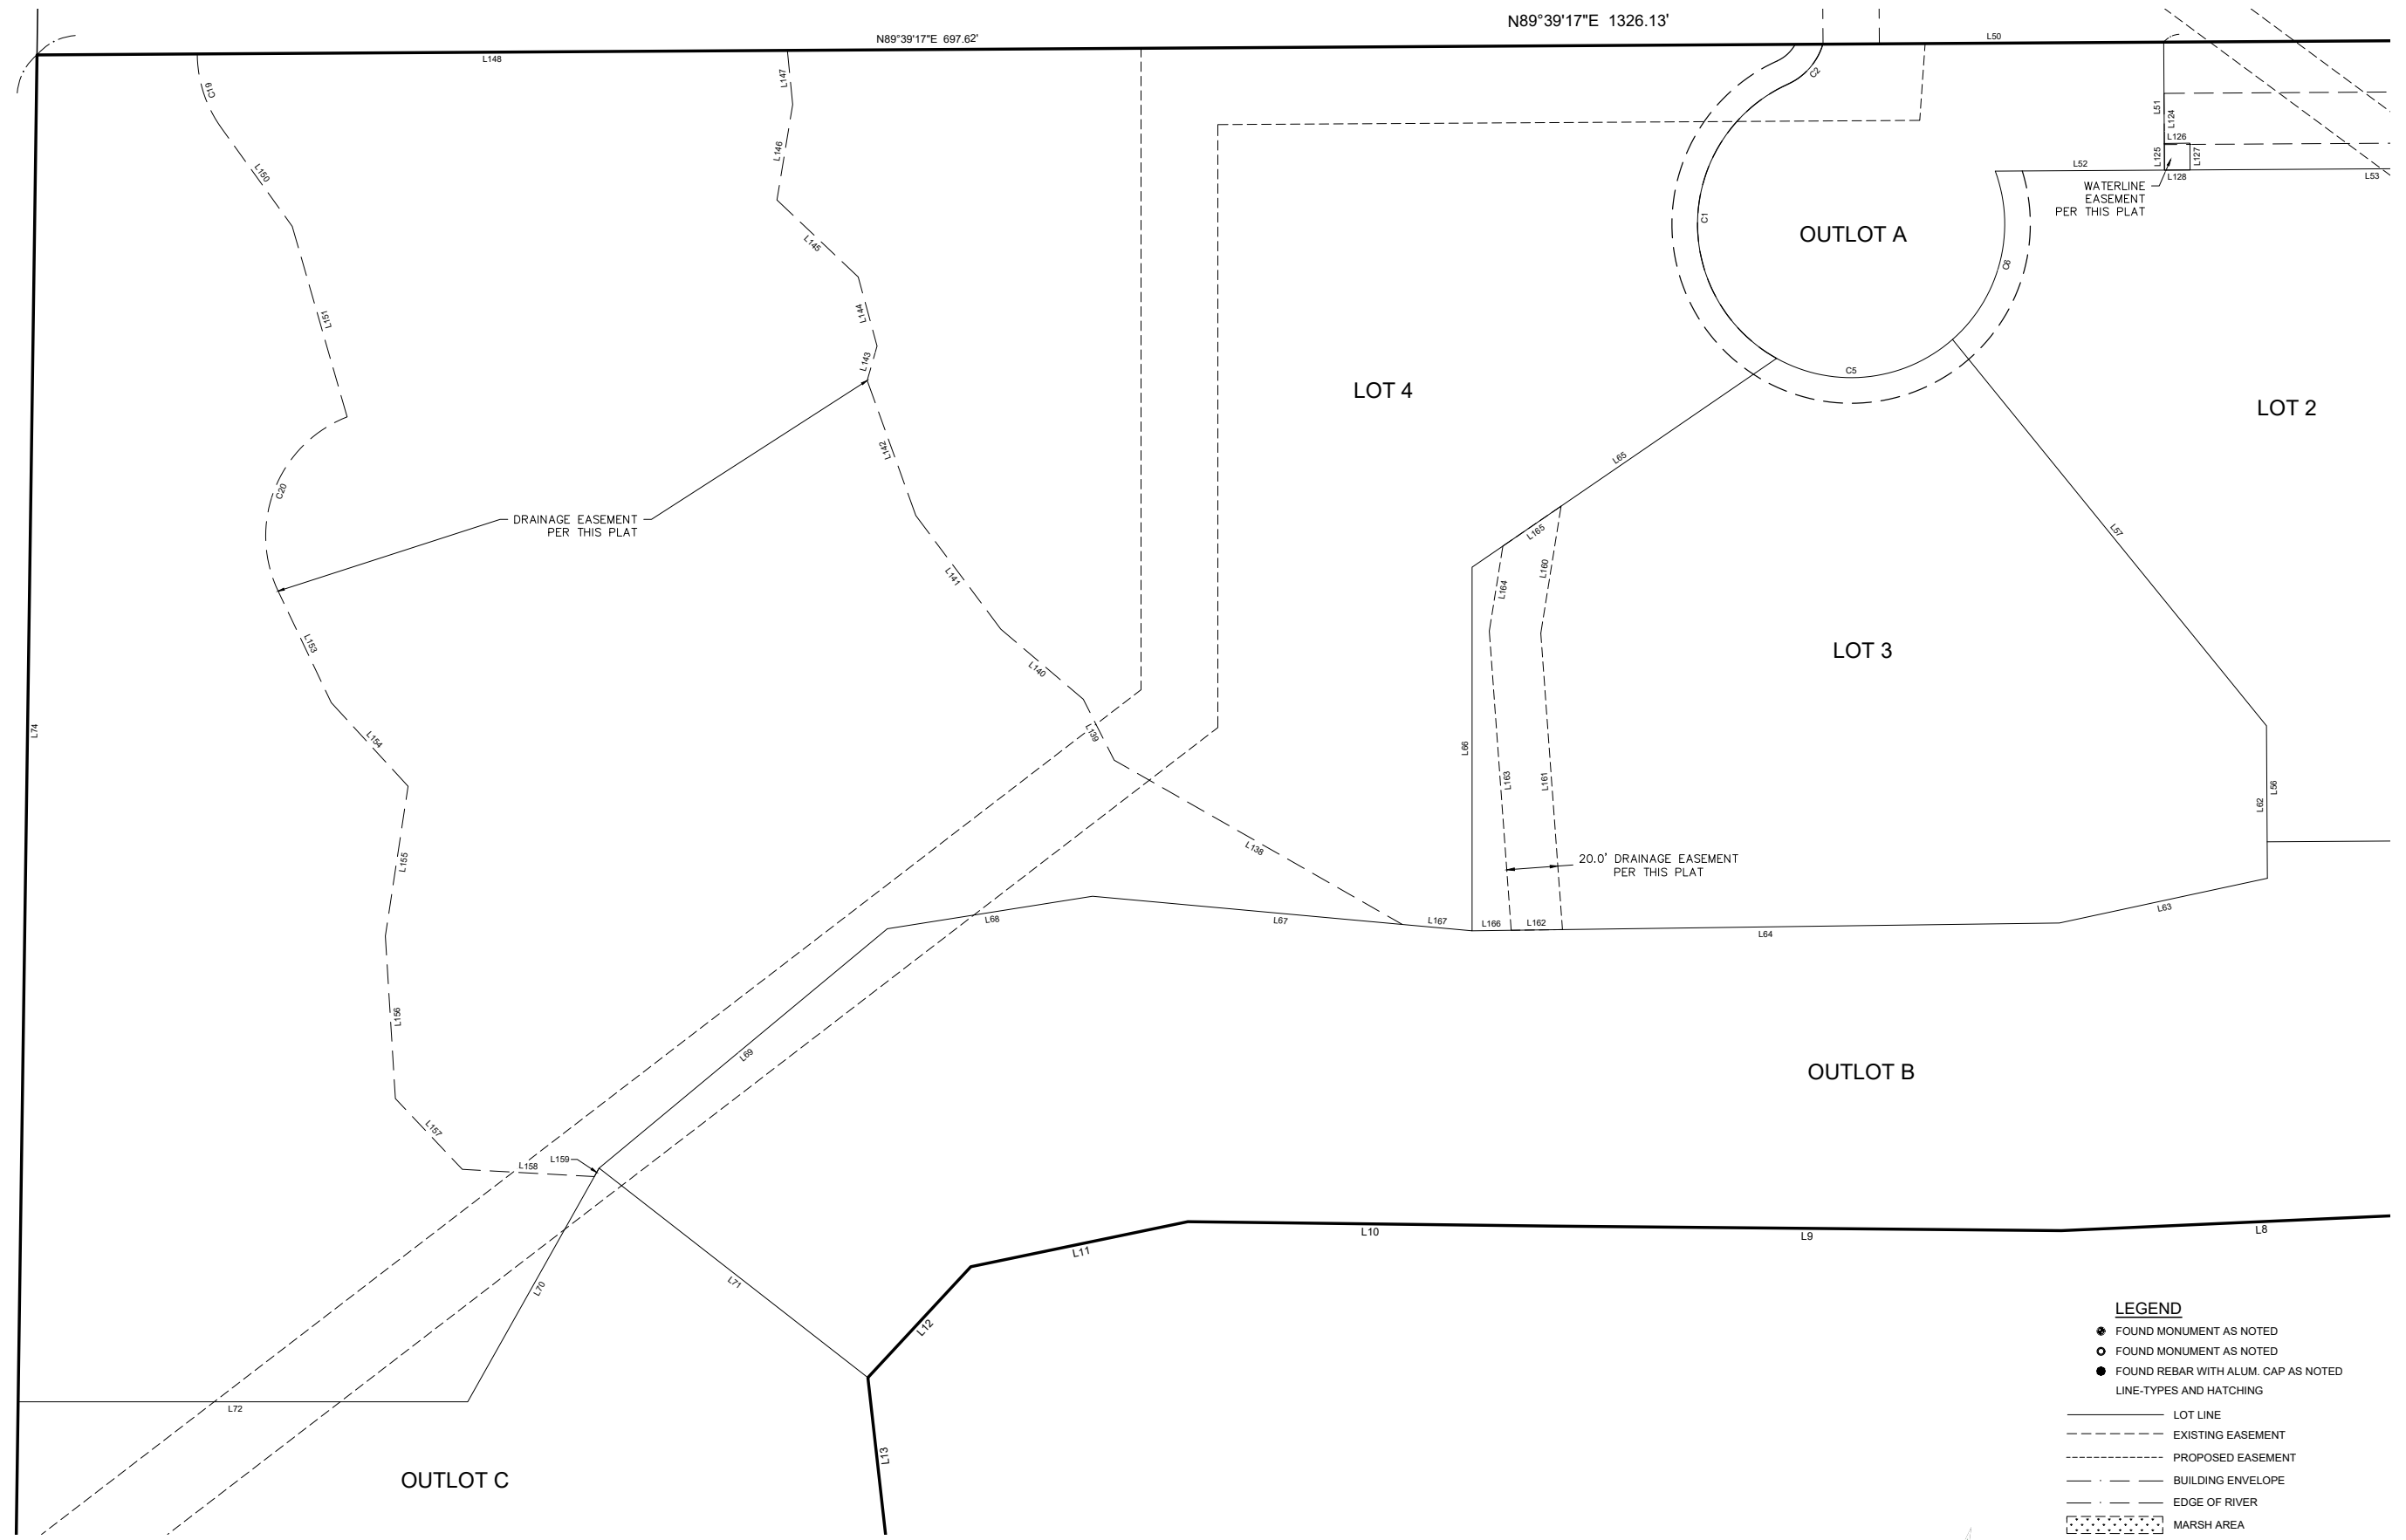 N89°39'17"E 1326.13'
N89°39'17"E 697.62'
L148
L50
C19
L147
C2
L51
L124
L146
L126
L125
L127
L150
L52
L128
L53
WATERLINE
EASEMENT
PER THIS PLAT
C1
OUTLOT A
L145
C6
L144
L151
L143
C5
LOT 4
LOT 2
L142
L65
C20
DRAINAGE EASEMENT
PER THIS PLAT
L165
L57
L141
L160
L164
L153
LOT 3
L140
L74
L154
L139
L66
L163
L161
L56
L62
L138
L155
20.0' DRAINAGE EASEMENT
PER THIS PLAT
L68
L67
L167
L166
L162
L64
L63
L156
L69
OUTLOT B
L157
L159
L158
L71
L70
L11
L10
L9
L8
L12
L72
L13
OUTLOT C
LEGEND
FOUND MONUMENT AS NOTED
FOUND MONUMENT AS NOTED
FOUND REBAR WITH ALUM. CAP AS NOTED
LINE-TYPES AND HATCHING
LOT LINE
EXISTING EASEMENT
PROPOSED EASEMENT
BUILDING ENVELOPE
EDGE OF RIVER
MARSH AREA